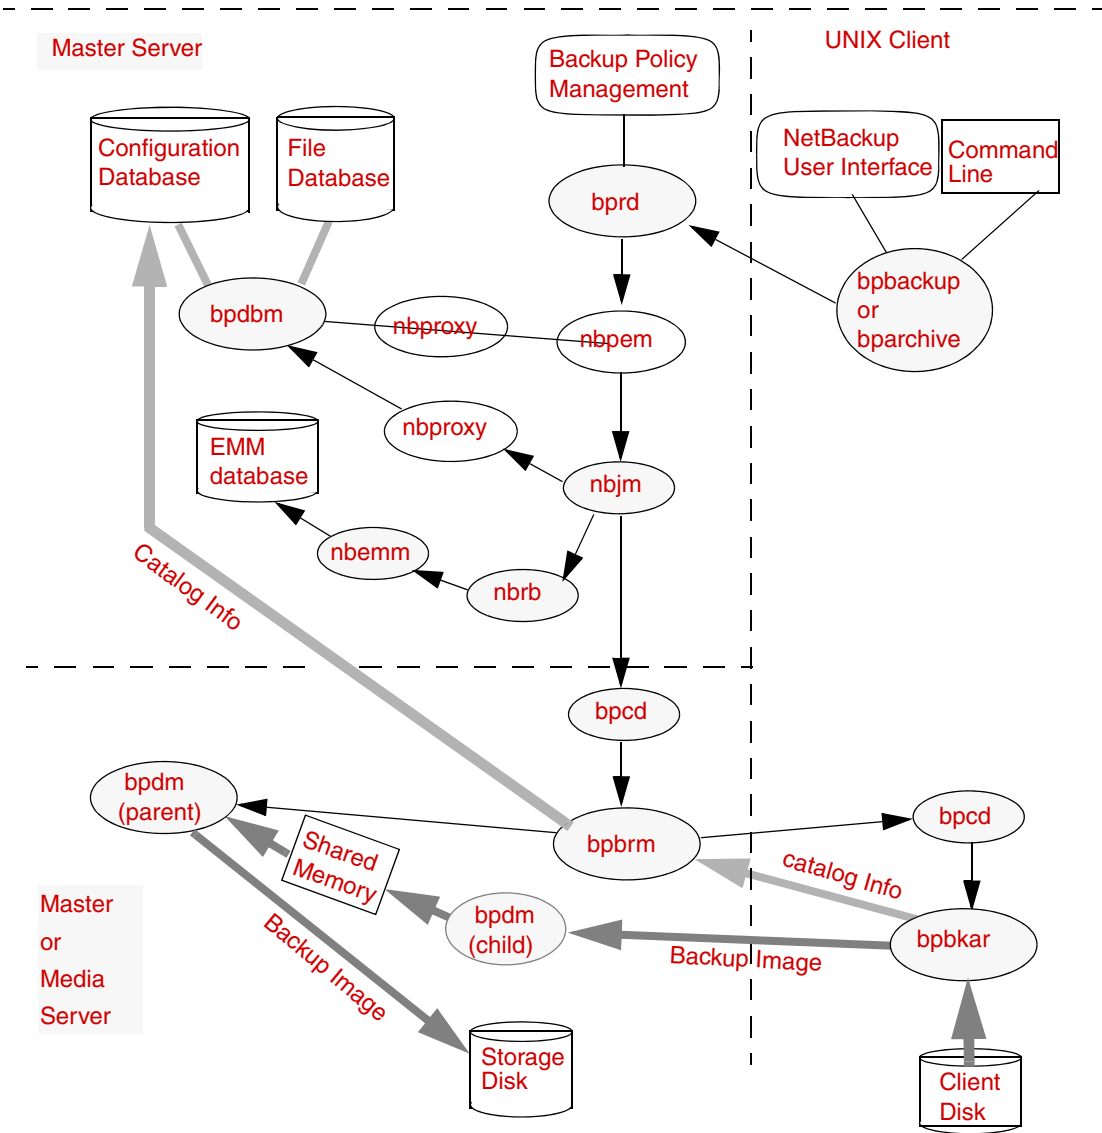 Master Server
UNIX Client
Backup Policy
Management
NetBackup
User Interface
Command
Line
Configuration
Database
File
Database
bprd
bpbackup
or
bparchive
bpdbm
nbproxy
nbpem
nbproxy
EMM
database
nbjm
nbemm
nbrb
Catalog Info
bpcd
bpdm
(parent)
bpbrm
bpcd
Shared
Memory
catalog Info
bpdm
(child)
bpbkar
Backup Image
Backup Image
Master
or
Media
Server
Storage
Disk
Client
Disk